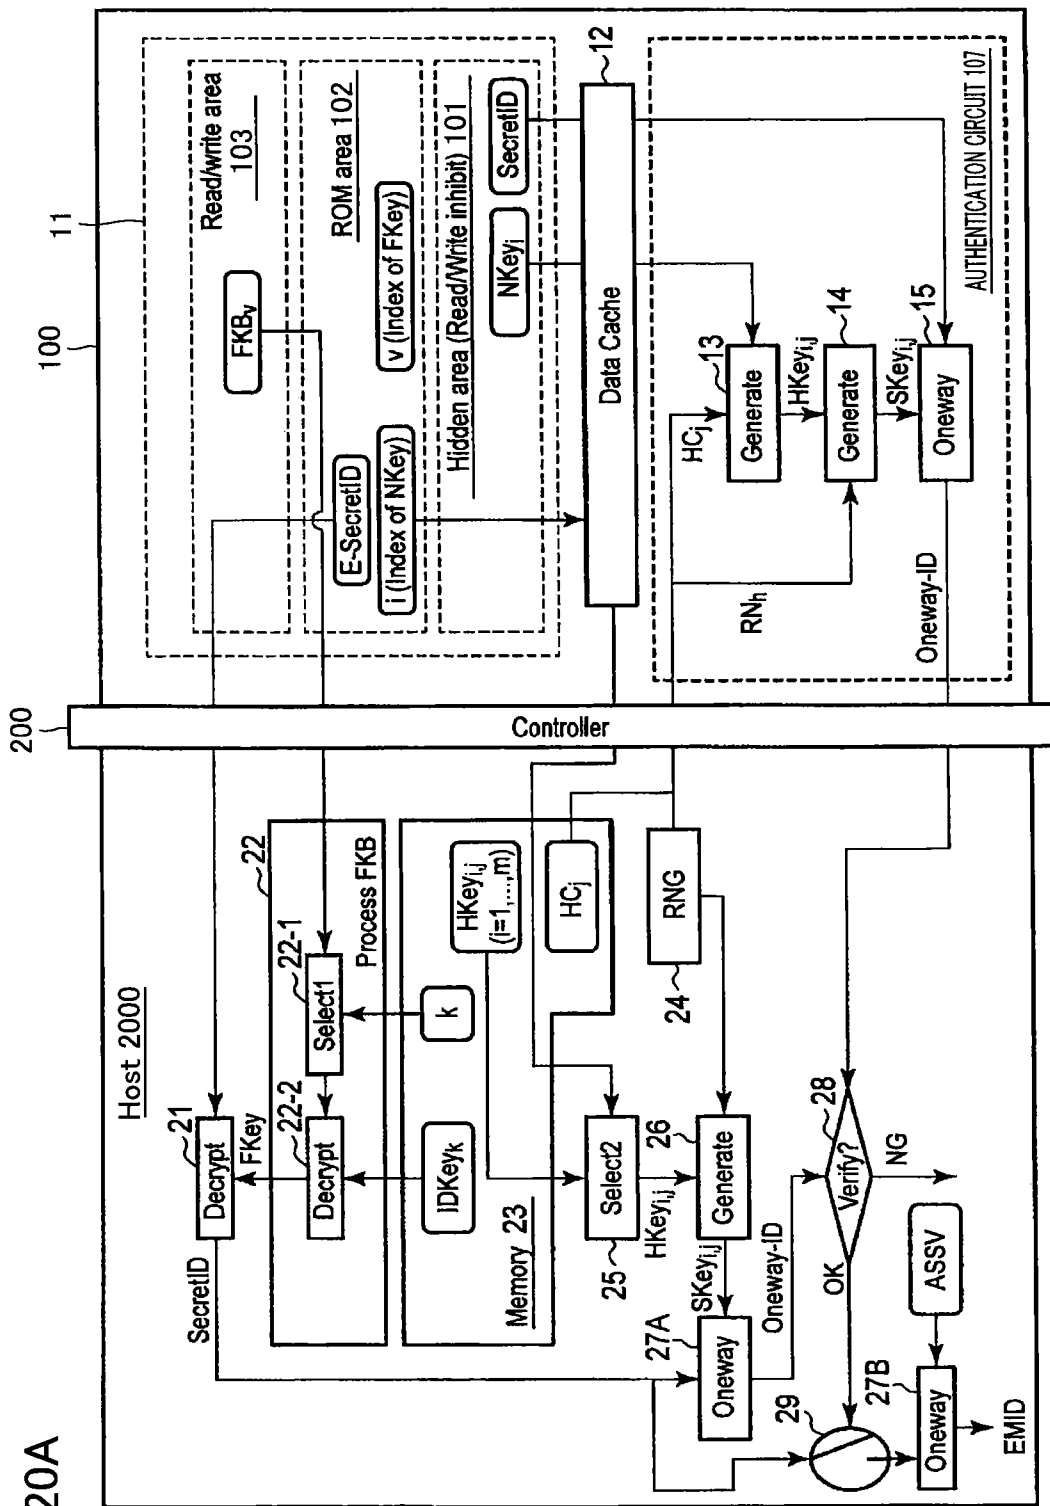 20A
Host 2000
200
Controller
100
11
Read/write area
103
FKBv
ROM area 102
E-SecretID
i (Index of NKey)
v (Index of FKey)
Hidden area (Read/Write inhibit) 101
NKeyi
SecretID
12
Data Cache
AUTHENTICATION CIRCUIT 107
HCj
13
Generate
HKeyi,j
14
Generate
RNh
SKeyi,j
15
Oneway
Oneway-ID
21
Decrypt
SecretID
FKey
22
Process FKB
22-1
Select1
22-2
Decrypt
Memory 23
IDKeyk
k
HKeyi,j
(i=1,...,m)
HCj
RNG
24
Select2
25
HKeyi,j
26
Generate
SKeyi,j
27A
Oneway
Oneway-ID
28
Verify?
NG
OK
ASSV
29
27B
Oneway
EMID